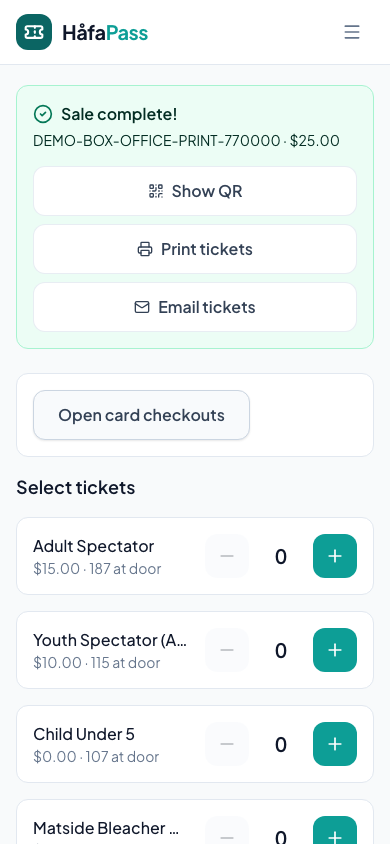 HåfaPass
Sale complete!
DEMO-BOX-OFFICE-PRINT-770000 · $25.00
Show QR
Print tickets
Email tickets
Open card checkouts
Select tickets
Adult Spectator
$15.00 · 187 at door
0
Youth Spectator (A…
$10.00 · 115 at door
0
Child Under 5
$0.00 · 107 at door
0
Matside Bleacher …
0